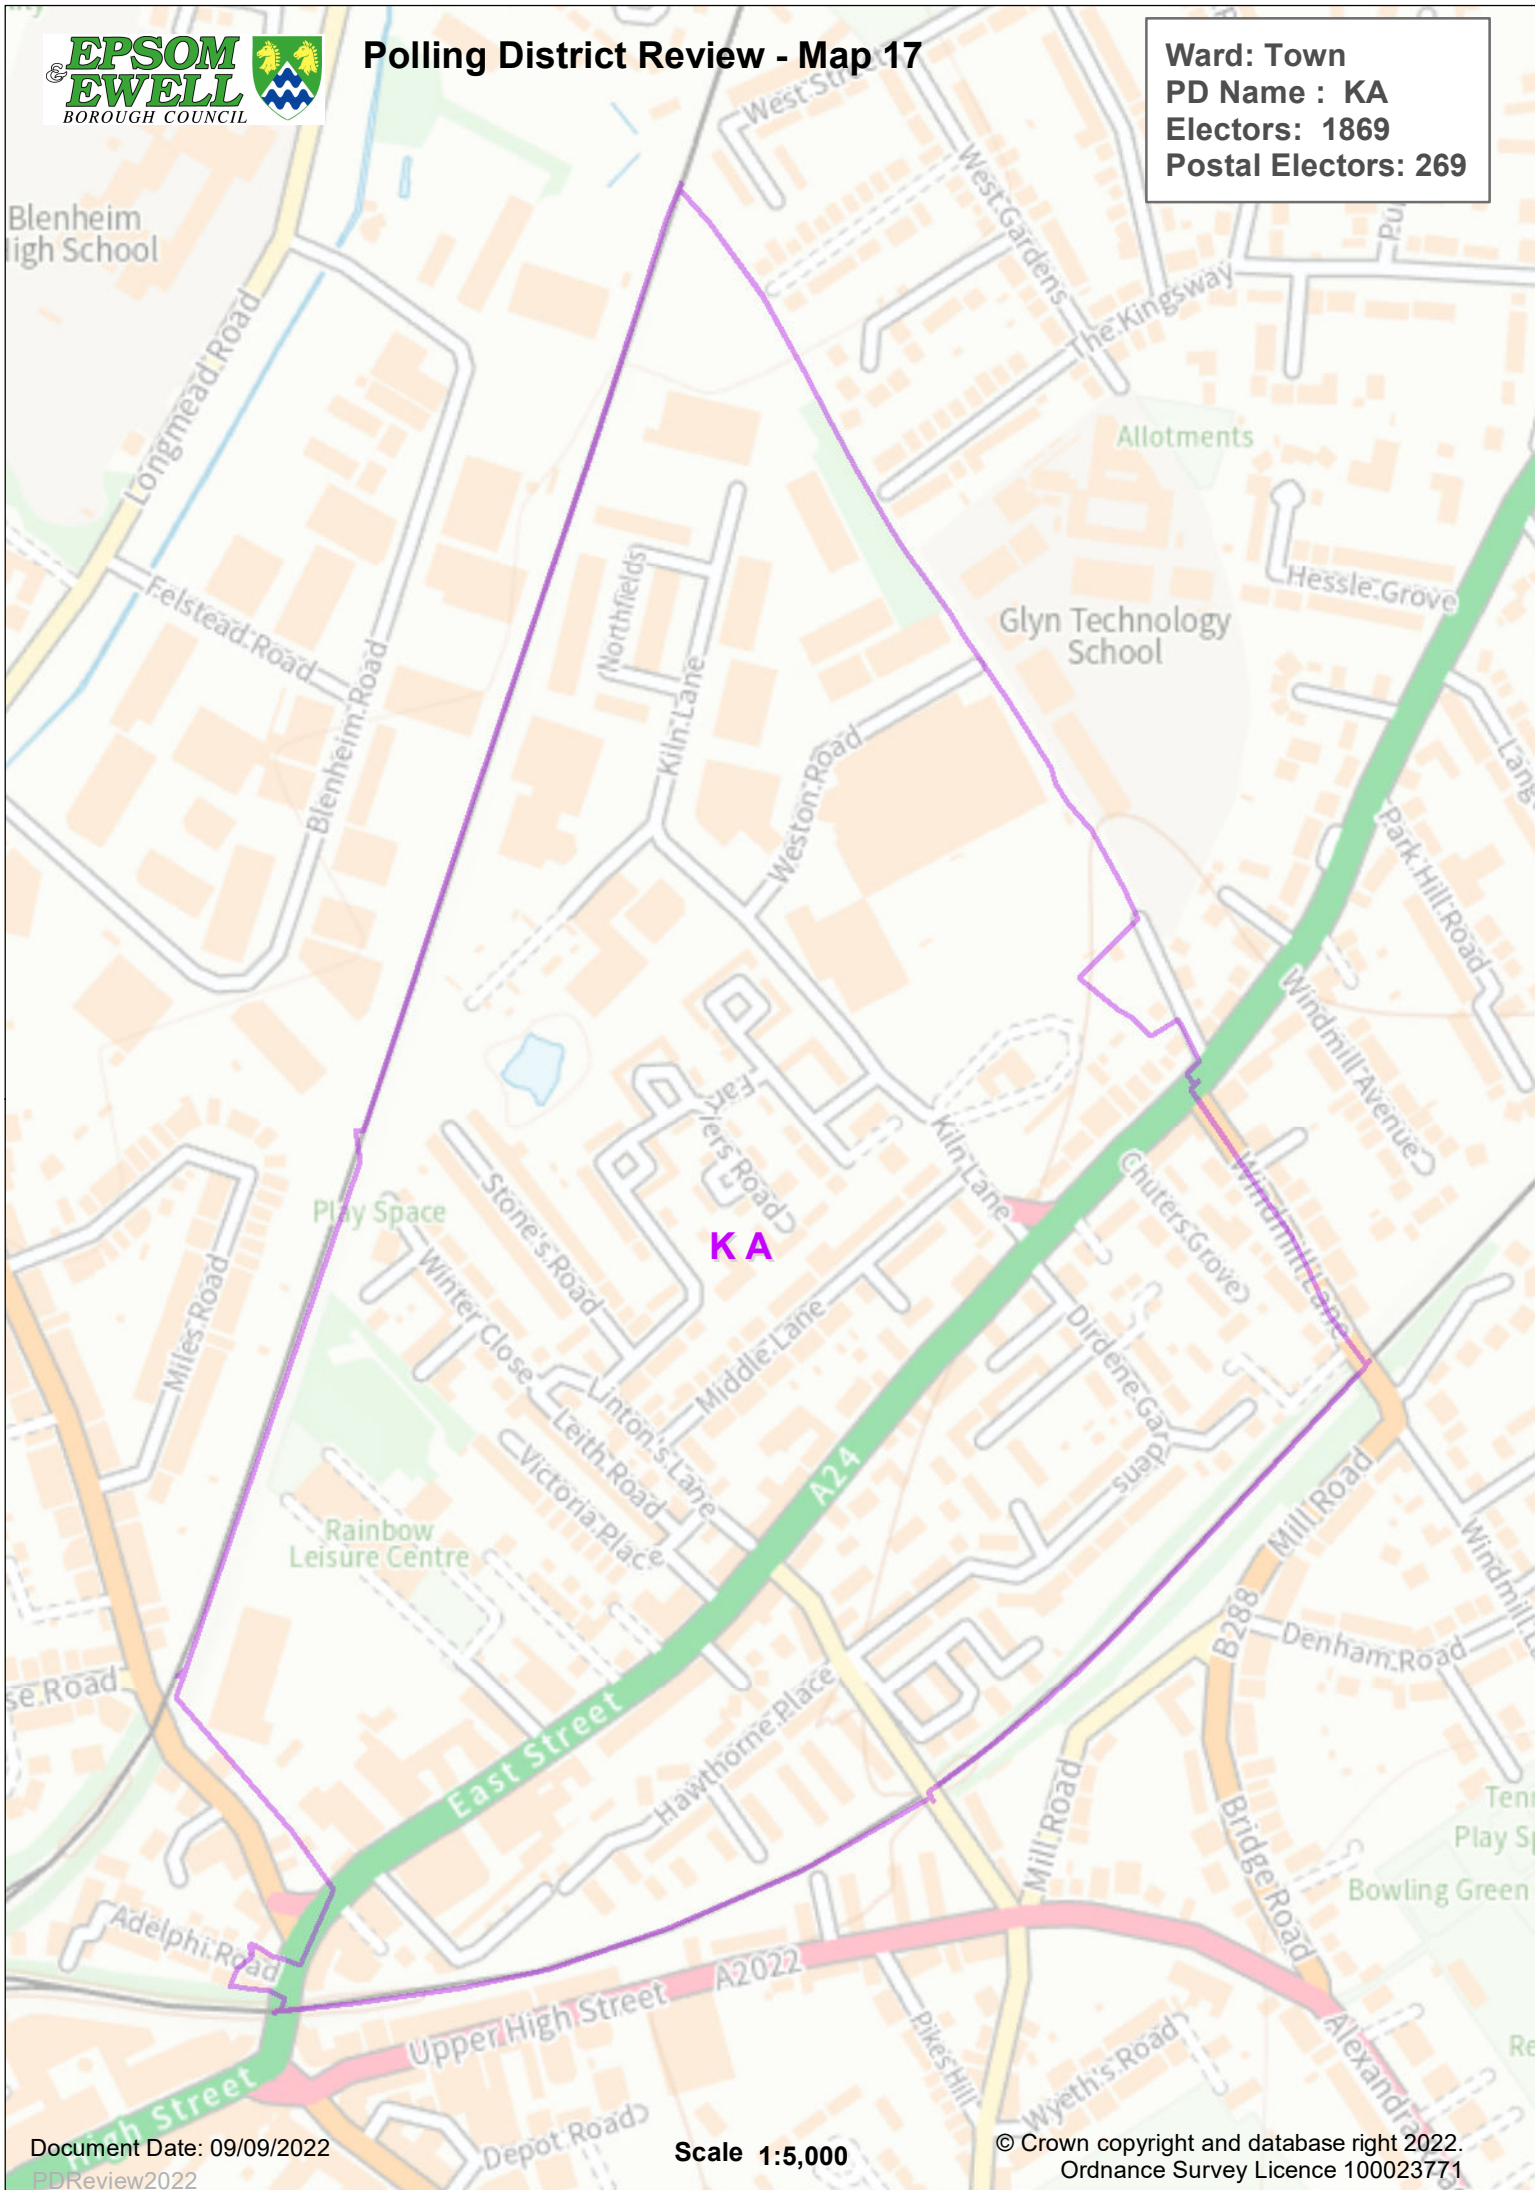 EPSOM
& EWELL
BOROUGH COUNCIL
Polling District Review - Map 17
Ward: Town
PD Name : KA
Electors: 1869
Postal Electors: 269
West Street
Blenheim
West Gardens
The Kingsway
Longmead Road
Allotments
Hessle Grove
Northfields
Glyn Technology
School
Felstead Road
Blenheim Road
Kiln Lane
Weston Road
Park Hill Road
Windmill Avenue
Farriers Road
Kiln Lane
Chuters Grove
Windmill Lane
Stone's Road
Play Space
K A
Winter Close
Miles Road
Middle Lane
Dirdene Gardens
Linton's Lane
Leith Road
Victoria Place
A24
Mill Road
Rainbow
Leisure Centre
B288
Denham Road
East Street
Hawthorne Place
Mill Road
Bridge Road
Bowling Green
Adelphi Road
A2022
Upper High Street
Pikes Hill
Wyeth's Road
High Street
Depot Road
Document Date: 09/09/2022
PDReview2022
Scale 1:5,000
© Crown copyright and database right 2022.
Ordnance Survey Licence 100023771